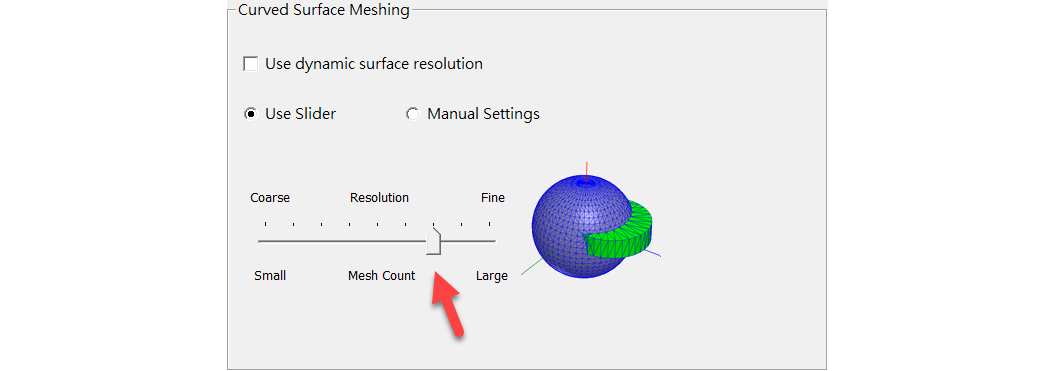 Curved Surface Meshing
Use dynamic surface resolution
Use Slider Manual Settings
Coarse Resolution Fine
Small Mesh Count Large